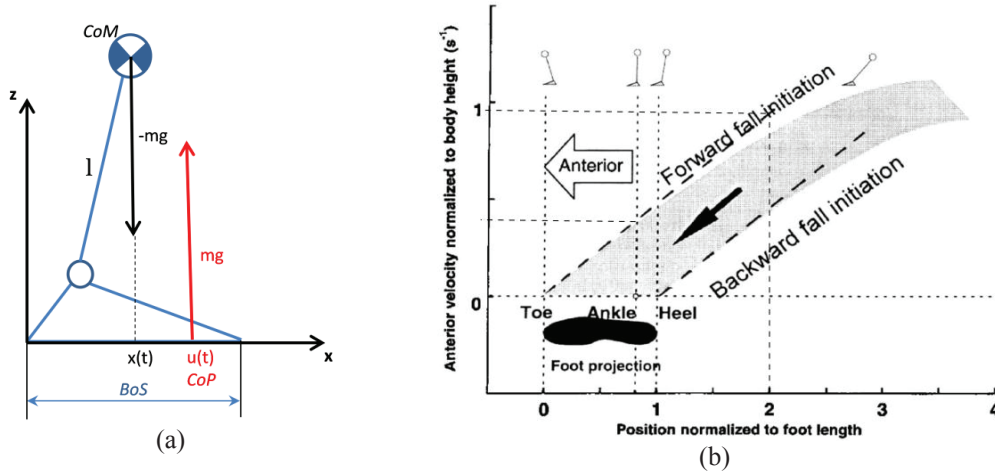 CoM
z
-mg
l
mg
x
x(t)
u(t)
CoP
BoS
(a)
Anterior velocity normalized to body height (s⁻¹)
1
0
Forward fall initiation
Anterior
Backward fall initiation
Toe Ankle Heel
Foot projection
0 1 2 3 4
Position normalized to foot length
(b)